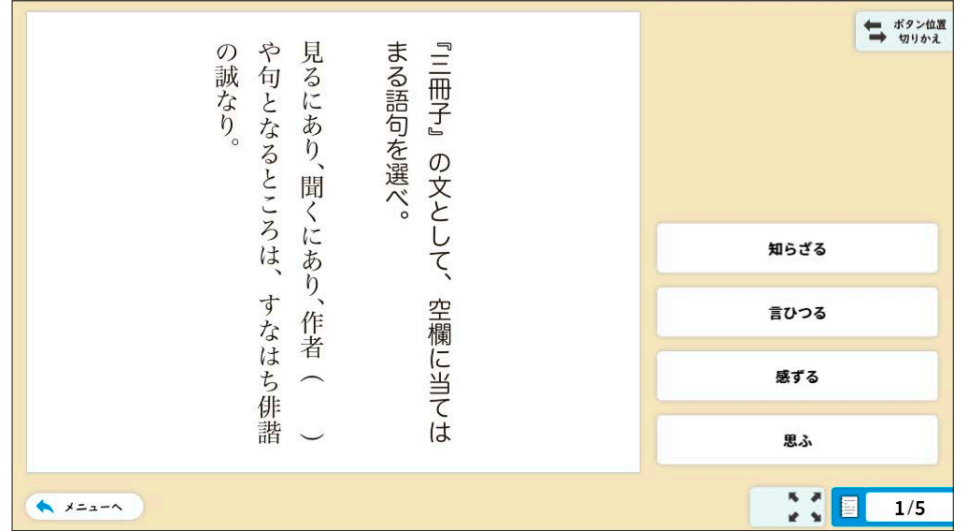 『三冊子』の文として、空欄に当ては
まる語句を選べ。
見るにあり、聞くにあり、作者（　　）
や句となるところは、すなはち俳諧
の誠なり。
ボタン位置
切りかえ
知らざる
言ひつる
感ずる
思ふ
メニューへ
1/5